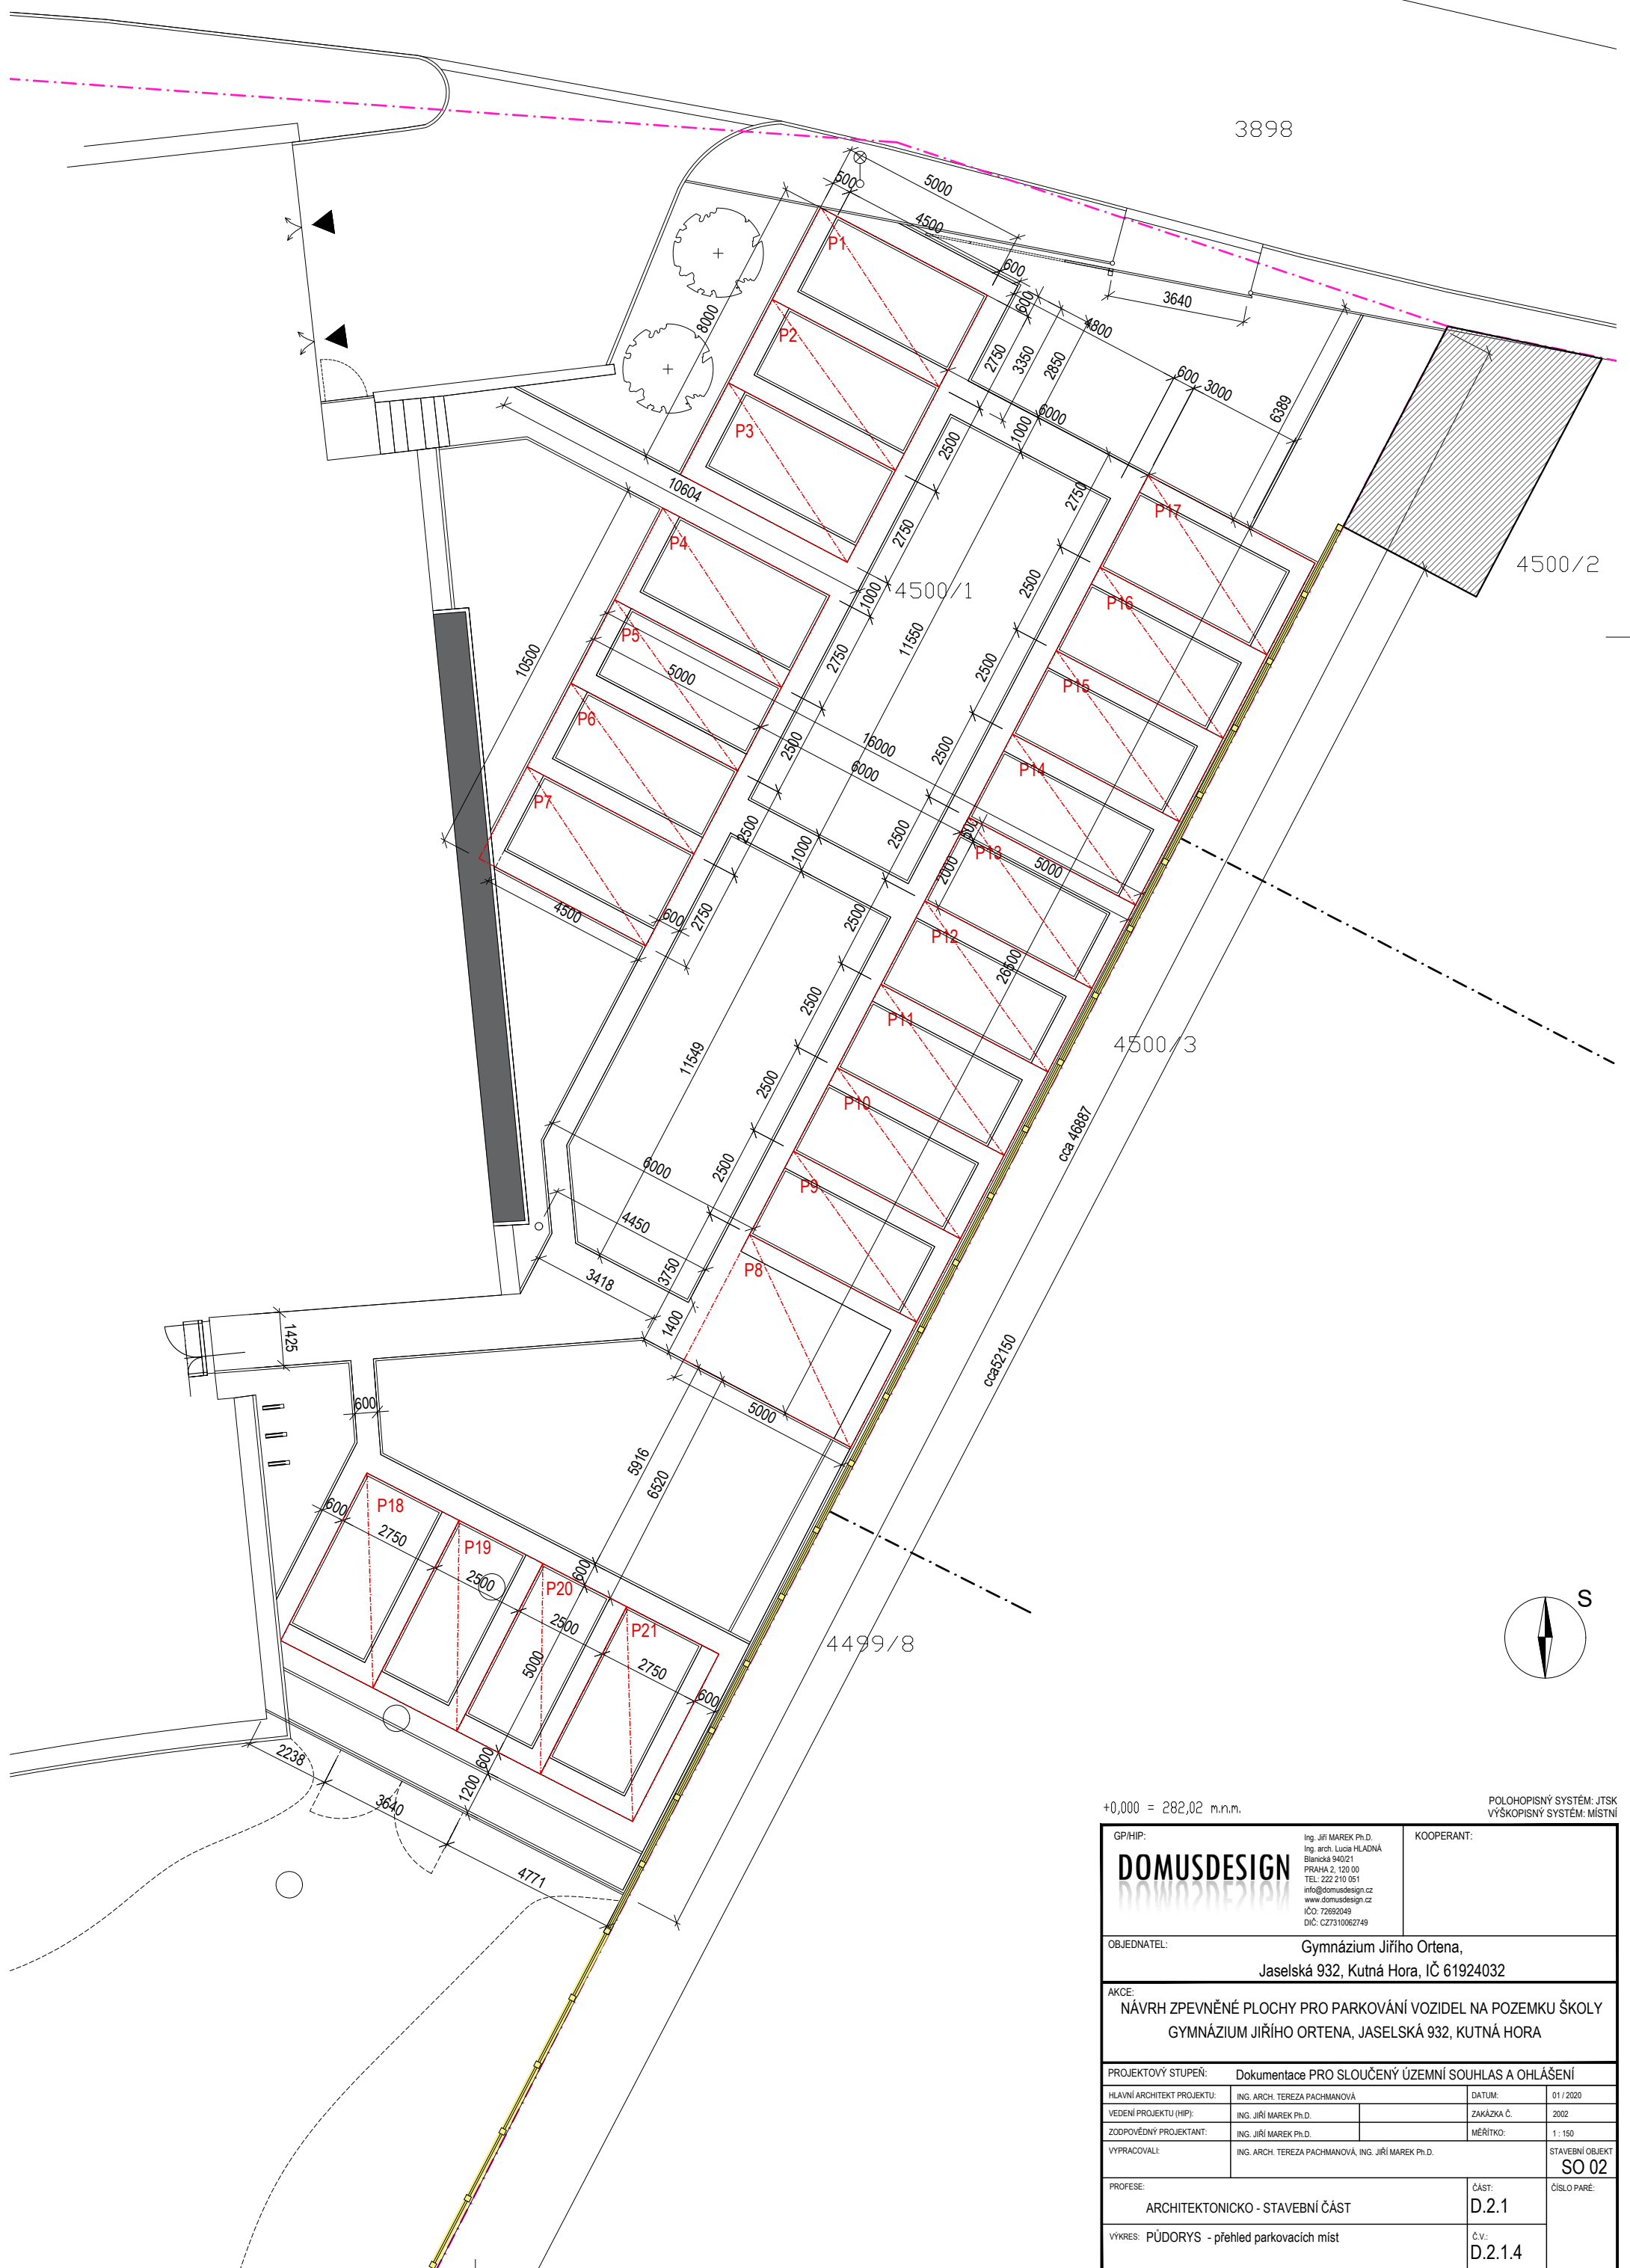 3898
500
5000
4500
P1
600
600
3640
8000
P2
2750
3350
2850
4800
600
3000
6389
P3
2500
1000
6000
10604
2750
P17
P4
2750
2500
4500/2
4500/1
1000
P16
10500
P5
2750
11550
2500
5000
P15
P6
2500
16000
6000
2500
P14
P7
2500
1000
2500
600
P13
2000
5000
4500
600
2750
2500
P12
26500
2500
P11
4500/3
11549
2500
P10
cca 46887
6000
2500
P9
4450
3418
3750
P8
1400
1425
cca52150
600
5000
5916
6520
600
P18
2750
P19
2500
600
P20
2500
P21
5000
2750
600
4499/8
S
2238
3640
1200
600
4771
+0,000 = 282,02 m.n.m.
POLOHOPISNÝ SYSTÉM: JTSK
VÝŠKOPISNÝ SYSTÉM: MÍSTNÍ
GP/HIP:
DOMUSDESIGN
Ing. Jiří MAREK Ph.D.
Ing. arch. Lucia HLADNÁ
Blanická 940/21
PRAHA 2, 120 00
TEL: 222 210 051
info@domusdesign.cz
www.domusdesign.cz
IČO: 72692049
DIČ: CZ7310062749
KOOPERANT:
OBJEDNATEL:
Gymnázium Jiřího Ortena,
Jaselská 932, Kutná Hora, IČ 61924032
AKCE:
NÁVRH ZPEVNĚNÉ PLOCHY PRO PARKOVÁNÍ VOZIDEL NA POZEMKU ŠKOLY
GYMNÁZIUM JIŘÍHO ORTENA, JASELSKÁ 932, KUTNÁ HORA
PROJEKTOVÝ STUPEŇ: Dokumentace PRO SLOUČENÝ ÚZEMNÍ SOUHLAS A OHLÁŠENÍ
HLAVNÍ ARCHITEKT PROJEKTU: ING. ARCH. TEREZA PACHMANOVÁ DATUM: 01 / 2020
VEDENÍ PROJEKTU (HIP): ING. JIŘÍ MAREK Ph.D. ZAKÁZKA Č. 2002
ZODPOVĚDNÝ PROJEKTANT: ING. JIŘÍ MAREK Ph.D. MĚŘÍTKO: 1 : 150
VYPRACOVALI: ING. ARCH. TEREZA PACHMANOVÁ, ING. JIŘÍ MAREK Ph.D. STAVEBNÍ OBJEKT
SO 02
PROFESE:
ARCHITEKTONICKO - STAVEBNÍ ČÁST
ČÁST:
D.2.1
ČÍSLO PARÉ:
VÝKRES: PŮDORYS - přehled parkovacích míst
Č.V.:
D.2.1.4